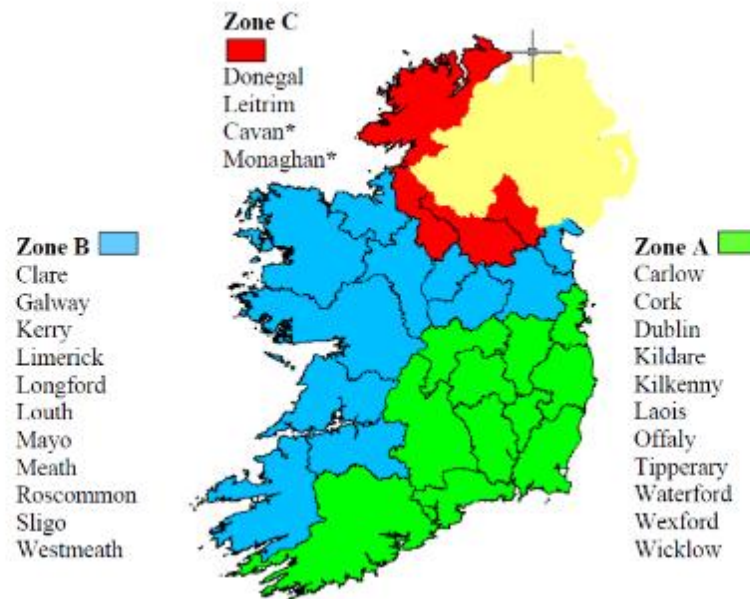 Zone C
Donegal
Leitrim
Cavan*
Monaghan*
Zone B
Clare
Galway
Kerry
Limerick
Longford
Louth
Mayo
Meath
Roscommon
Sligo
Westmeath
Zone A
Carlow
Cork
Dublin
Kildare
Kilkenny
Laois
Offaly
Tipperary
Waterford
Wexford
Wicklow